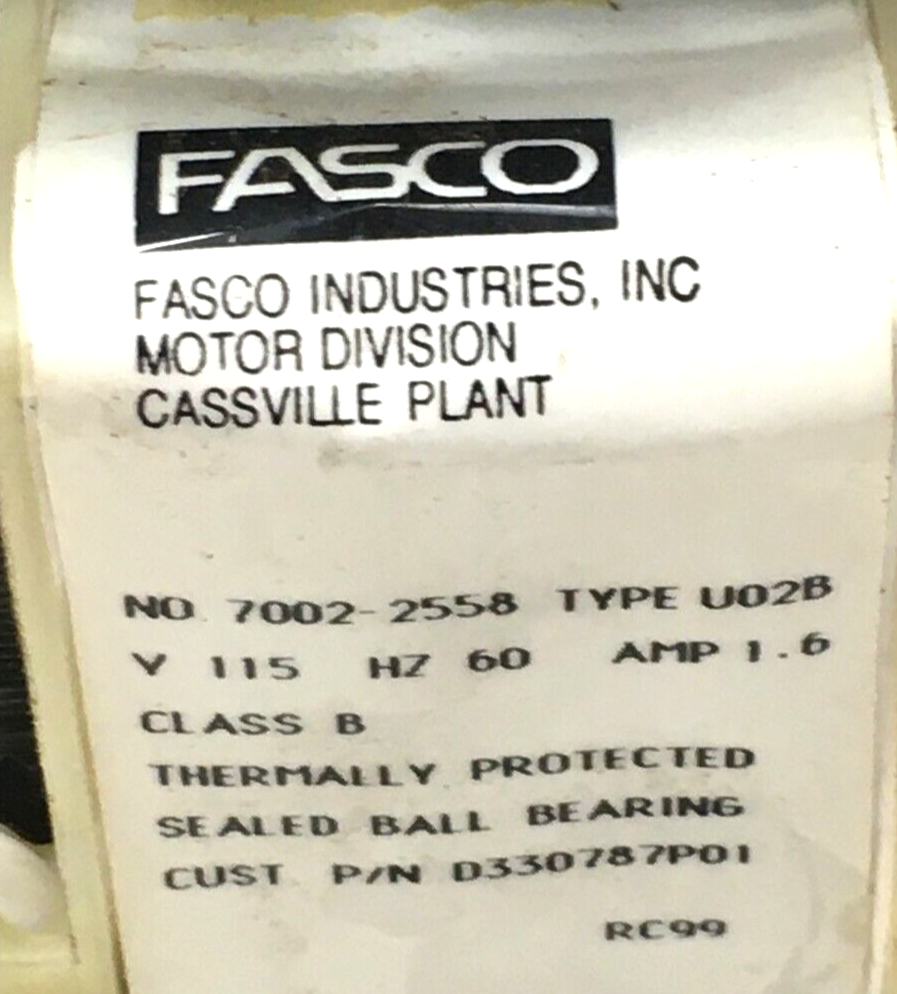 FASCO
FASCO INDUSTRIES, INC
MOTOR DIVISION
CASSVILLE PLANT
NO. 7002-2558 TYPE U02B
V 115 HZ 60 AMP 1.6
CLASS B
THERMALLY PROTECTED
SEALED BALL BEARING
CUST P/N D330787P01
RC99